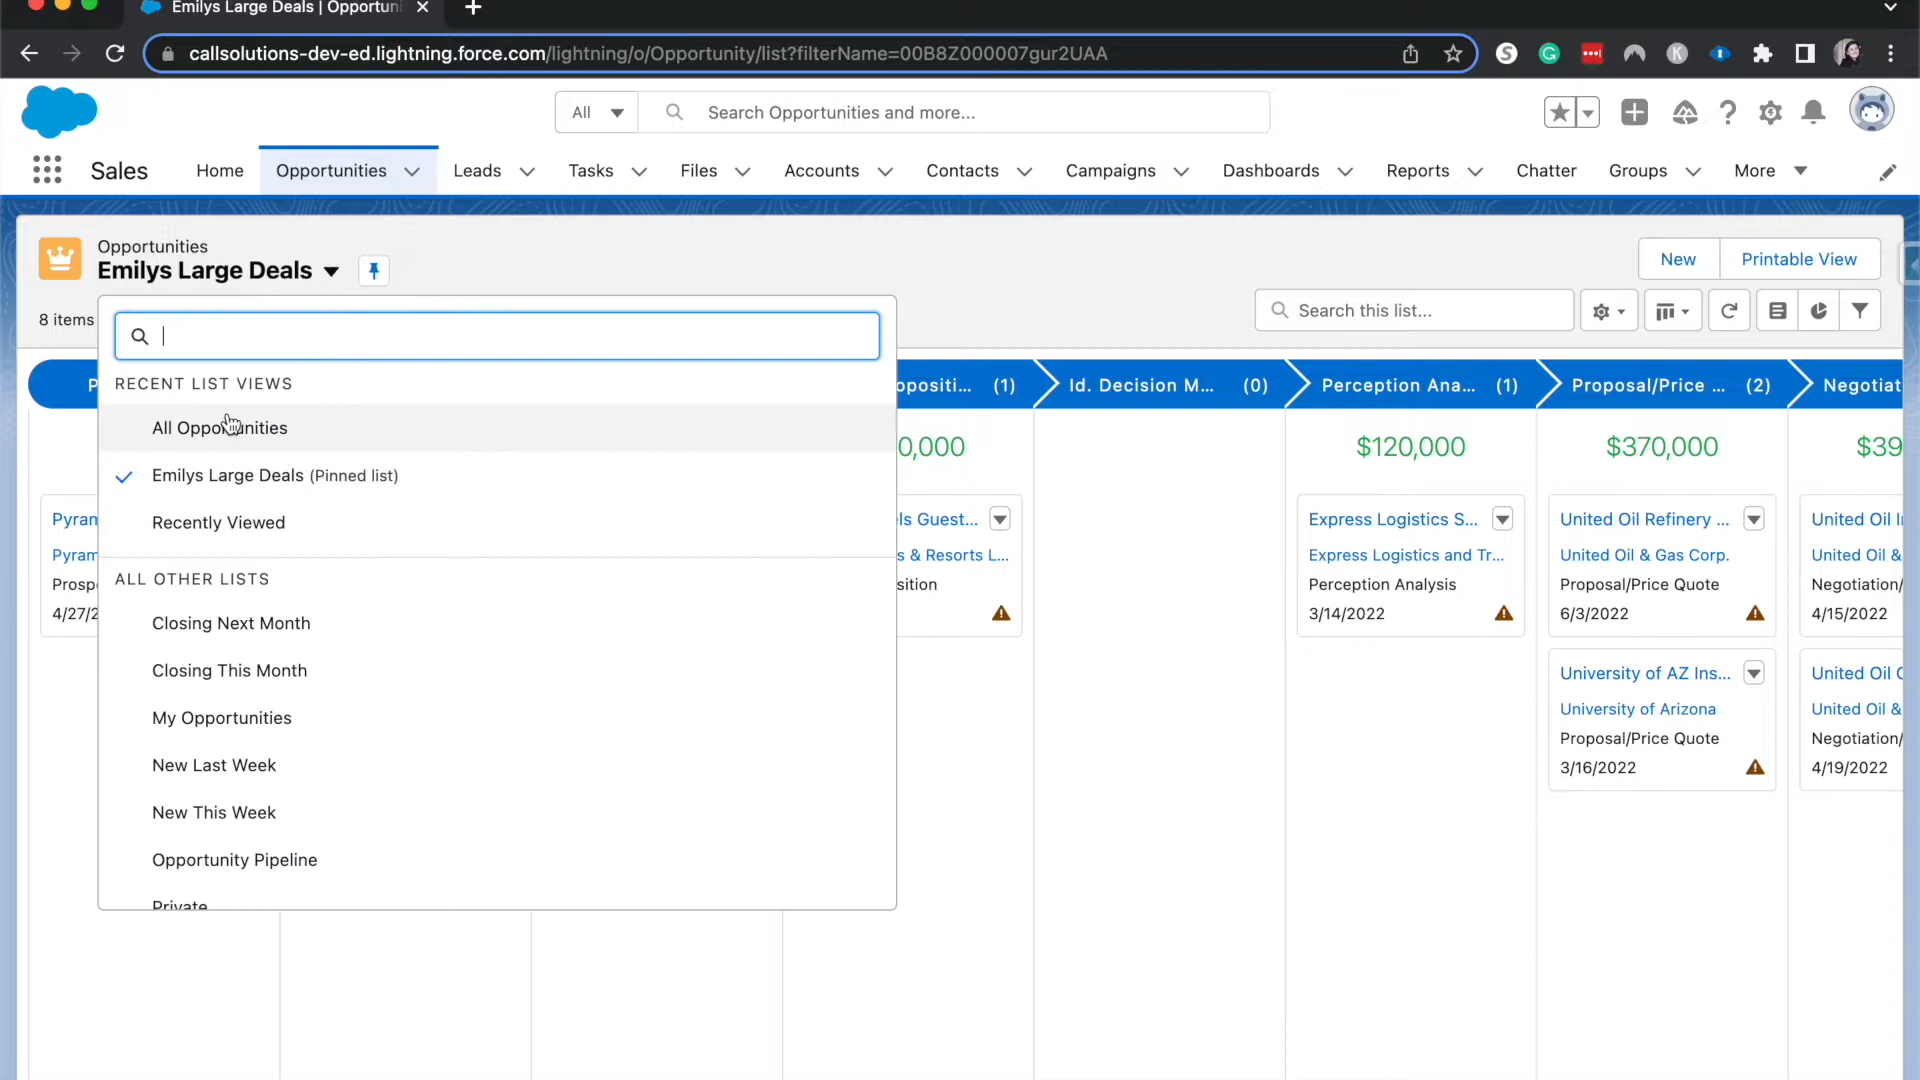 Emilys Large Deals | Opportuni
callsolutions-dev-ed.lightning.force.com/lightning/o/Opportunity/list?filterName=00B8Z000007gur2UAA
All
Search Opportunities and more...
Sales
Home
Opportunities
Leads
Tasks
Files
Accounts
Contacts
Campaigns
Dashboards
Reports
Chatter
Groups
More
Opportunities
Emilys Large Deals
New
Printable View
8 items
Search this list...
RECENT LIST VIEWS
All Opportunities
Emilys Large Deals (Pinned list)
Recently Viewed
ALL OTHER LISTS
Closing Next Month
Closing This Month
My Opportunities
New Last Week
New This Week
Opportunity Pipeline
Private
P
opositi... (1)
Id. Decision M... (0)
Perception Ana... (1)
Proposal/Price ... (2)
Negotiat
0,000
$120,000
$370,000
$39
Pyram
Pyram
Prosp
4/27/2
ls Guest...
s & Resorts L...
sition
Express Logistics S...
Express Logistics and Tr...
Perception Analysis
3/14/2022
United Oil Refinery ...
United Oil & Gas Corp.
Proposal/Price Quote
6/3/2022
University of AZ Ins...
University of Arizona
Proposal/Price Quote
3/16/2022
United Oil I
United Oil &
Negotiation/
4/15/2022
United Oil
United Oil &
Negotiation/
4/19/2022